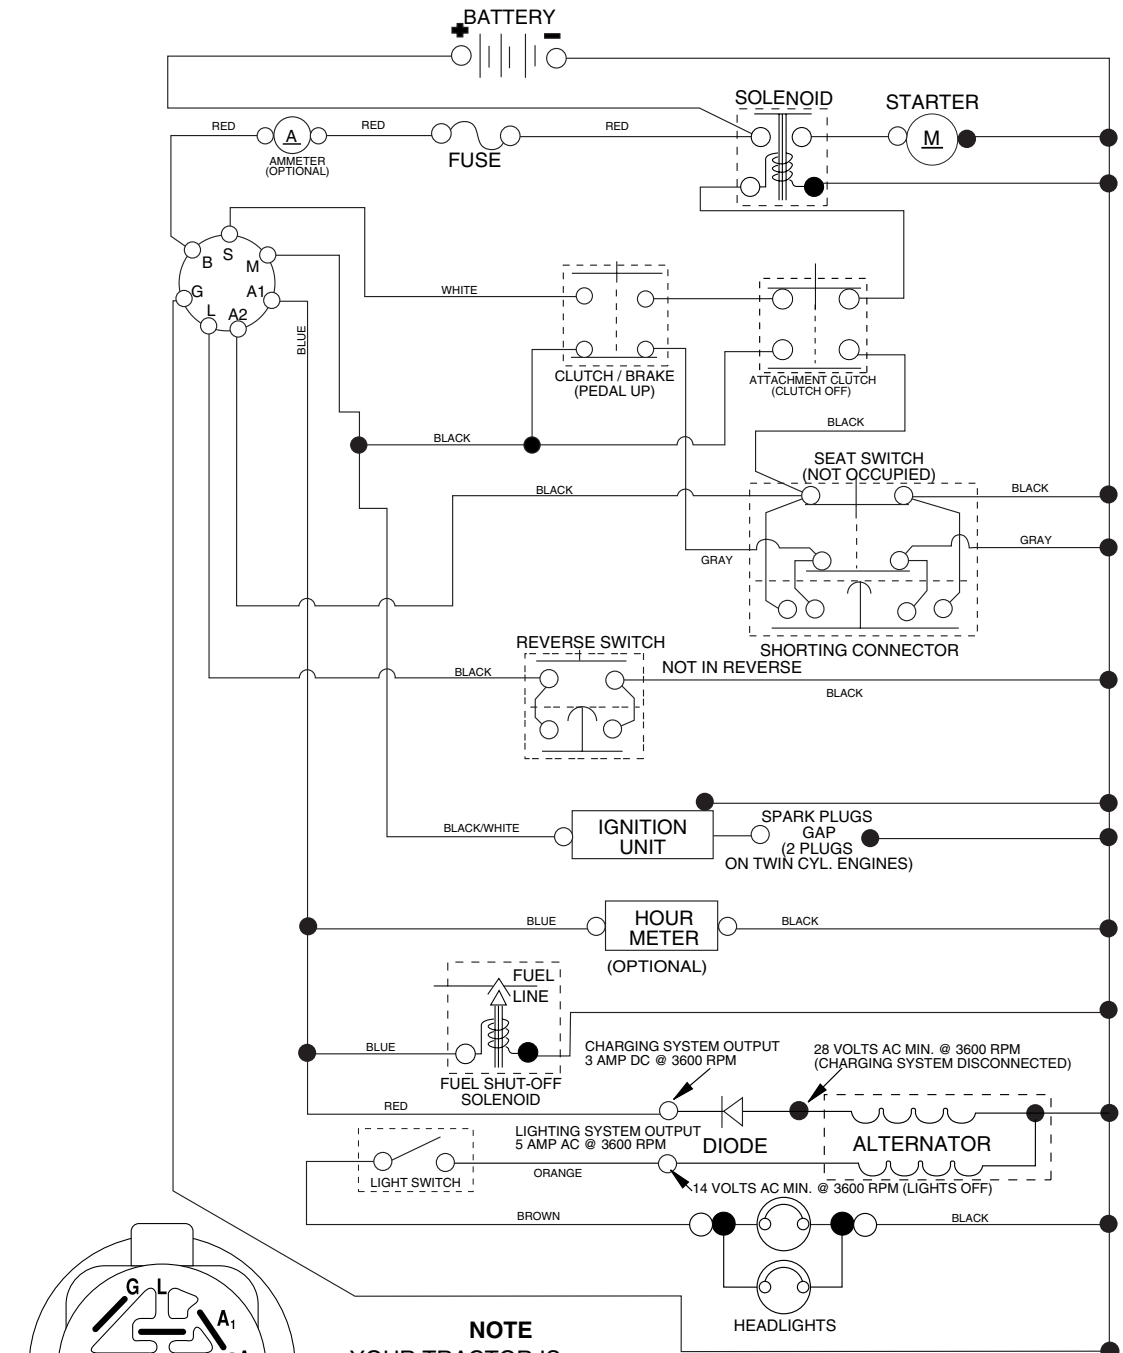 BATTERY
SOLENOID
STARTER
RED
RED
RED
A
M
AMMETER
(OPTIONAL)
FUSE
B
S
M
G
A1
L
A2
BLUE
WHITE
CLUTCH / BRAKE
(PEDAL UP)
ATTACHMENT CLUTCH
(CLUTCH OFF)
BLACK
BLACK
SEAT SWITCH
(NOT OCCUPIED)
BLACK
BLACK
GRAY
GRAY
REVERSE SWITCH
SHORTING CONNECTOR
BLACK
NOT IN REVERSE
BLACK
BLACK/WHITE
IGNITION
UNIT
SPARK PLUGS
GAP
(2 PLUGS
ON TWIN CYL. ENGINES)
BLUE
HOUR
METER
BLACK
(OPTIONAL)
FUEL
LINE
BLUE
FUEL SHUT-OFF
SOLENOID
CHARGING SYSTEM OUTPUT
3 AMP DC @ 3600 RPM
28 VOLTS AC MIN. @ 3600 RPM
(CHARGING SYSTEM DISCONNECTED)
RED
LIGHTING SYSTEM OUTPUT
5 AMP AC @ 3600 RPM
DIODE
ALTERNATOR
LIGHT SWITCH
ORANGE
14 VOLTS AC MIN. @ 3600 RPM (LIGHTS OFF)
BROWN
BLACK
HEADLIGHTS
G L
A1
NOTE
YOUR TRACTOR IS